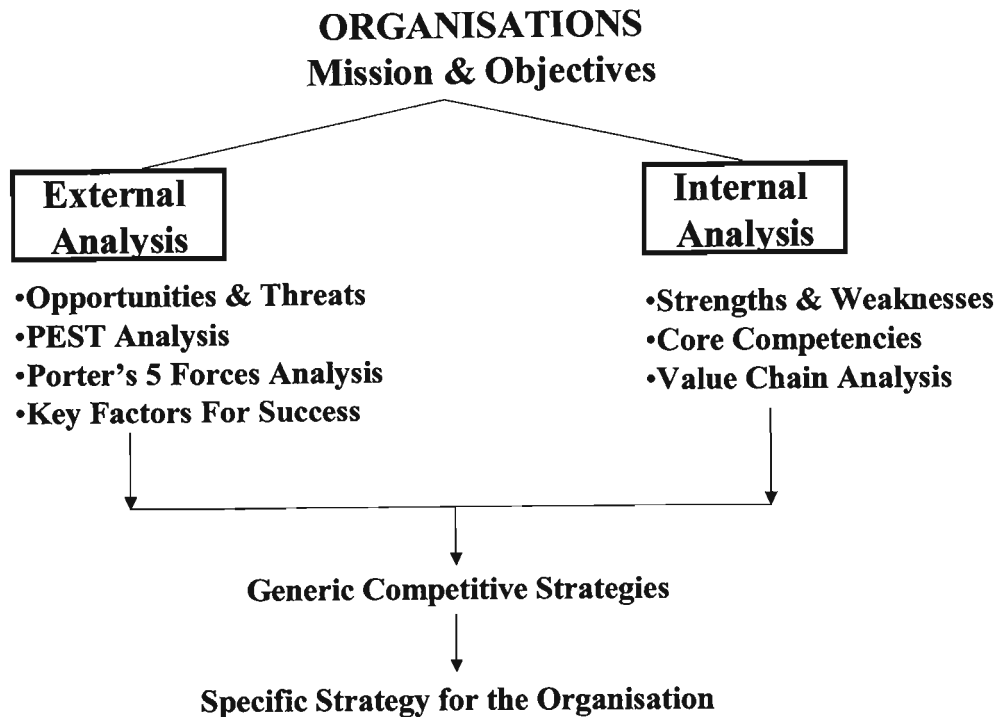 ORGANISATIONS
Mission & Objectives
External
Analysis
•Opportunities & Threats
•PEST Analysis
•Porter's 5 Forces Analysis
•Key Factors For Success
Internal
Analysis
•Strengths & Weaknesses
•Core Competencies
•Value Chain Analysis
Generic Competitive Strategies
Specific Strategy for the Organisation